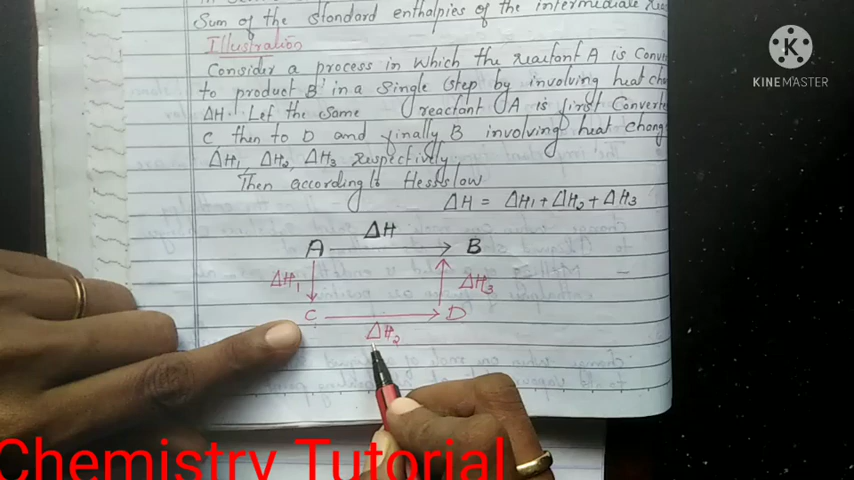 Sum of the standard enthalpies of the intermediate
Illustration
Consider a process in which the reactant A is Conver
to product B' in a Single Step by involving heat chan
ΔH. Let the same reactant A is first Converte
C, then to D and finally B involving heat Chang
ΔH1, ΔH2, ΔH3 respectively
Then according to Hess's law
ΔH = ΔH1 + ΔH2 + ΔH3
ΔH
A B
ΔH1 ΔH3
C D
ΔH2
K
KINEMASTER
Chemistry Tutorial